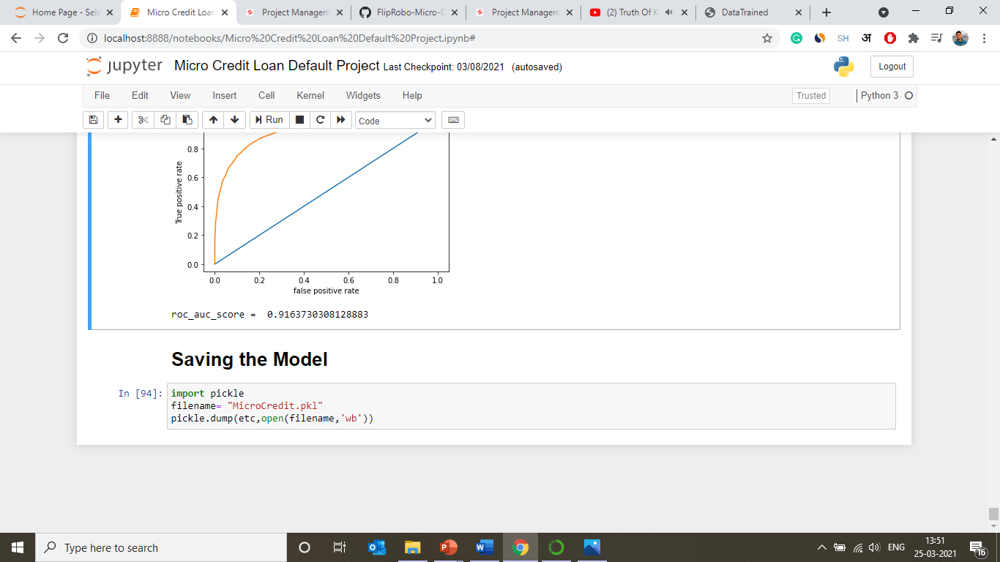 Home Page - Sele
Micro Credit Loan
Project Managem
FlipRobo-Micro-C
Project Managem
(2) Truth Of K
DataTrained
localhost:8888/notebooks/Micro%20Credit%20Loan%20Default%20Project.ipynb#
SH
अ
jupyter
Micro Credit Loan Default Project Last Checkpoint: 03/08/2021 (autosaved)
Logout
File Edit View Insert Cell Kernel Widgets Help
Trusted
Python 3
Run
Code
0.8
0.6
0.4
0.2
0.0
True positive rate
0.0 0.2 0.4 0.6 0.8 1.0
false positive rate
roc_auc_score =  0.9163730308128883
Saving the Model
In [94]:
import pickle
filename= "MicroCredit.pkl"
pickle.dump(etc,open(filename,'wb'))
Type here to search
ENG
13:51
25-03-2021
16